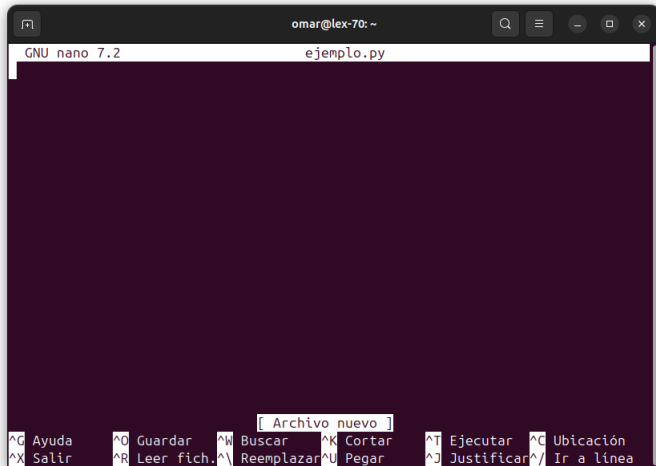 omar@lex-70: ~
GNU nano 7.2 ejemplo.py
[ Archivo nuevo ]
^G Ayuda ^O Guardar ^W Buscar ^K Cortar ^T Ejecutar ^C Ubicación
^X Salir ^R Leer fich. ^\ Reemplazar ^U Pegar ^J Justificar ^/ Ir a línea